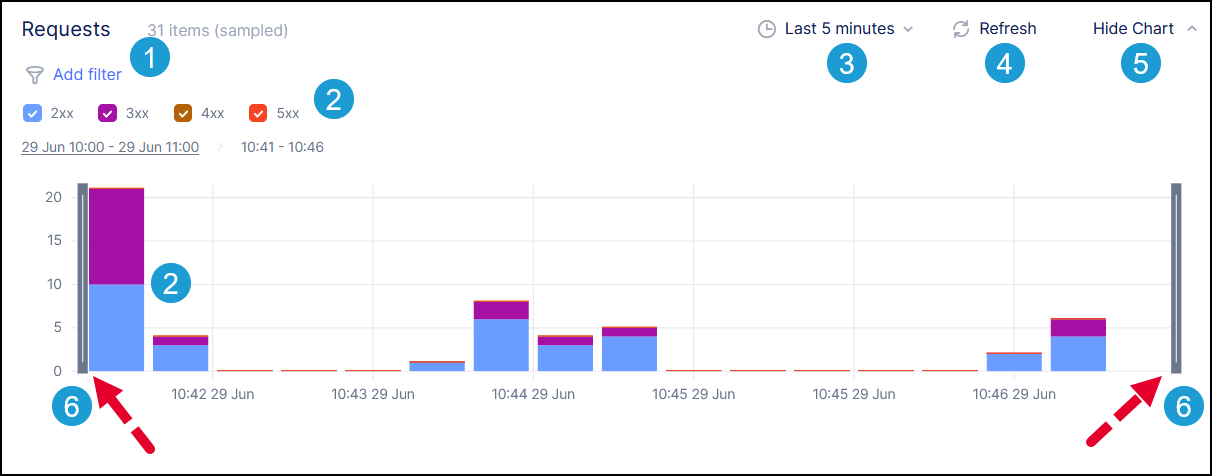 Requests 31 items (sampled) Last 5 minutes Refresh Hide Chart
1 3 4 5
Add filter
2xx 3xx 4xx 5xx 2
29 Jun 10:00 - 29 Jun 11:00 10:41 - 10:46
20
15
10 2
5
0
10:42 29 Jun 10:43 29 Jun 10:44 29 Jun 10:45 29 Jun 10:45 29 Jun 10:46 29 Jun
6 6